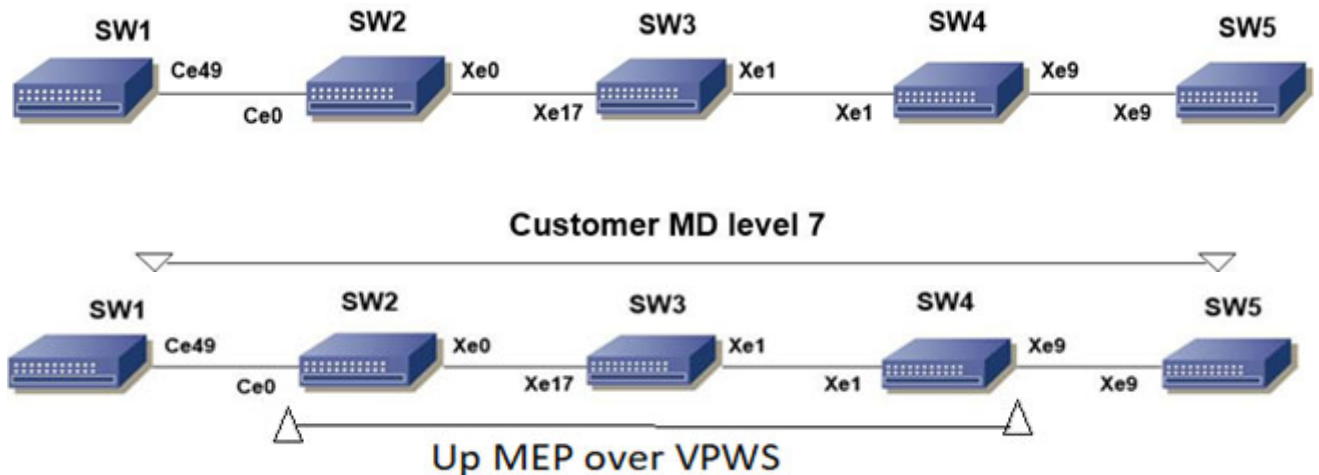 SW1
SW2
SW3
SW4
SW5
Ce49
Xe0
Xe1
Xe9
Ce0
Xe17
Xe1
Xe9
Customer MD level 7
SW1
SW2
SW3
SW4
SW5
Ce49
Xe0
Xe1
Xe9
Ce0
Xe17
Xe1
Xe9
Up MEP over VPWS